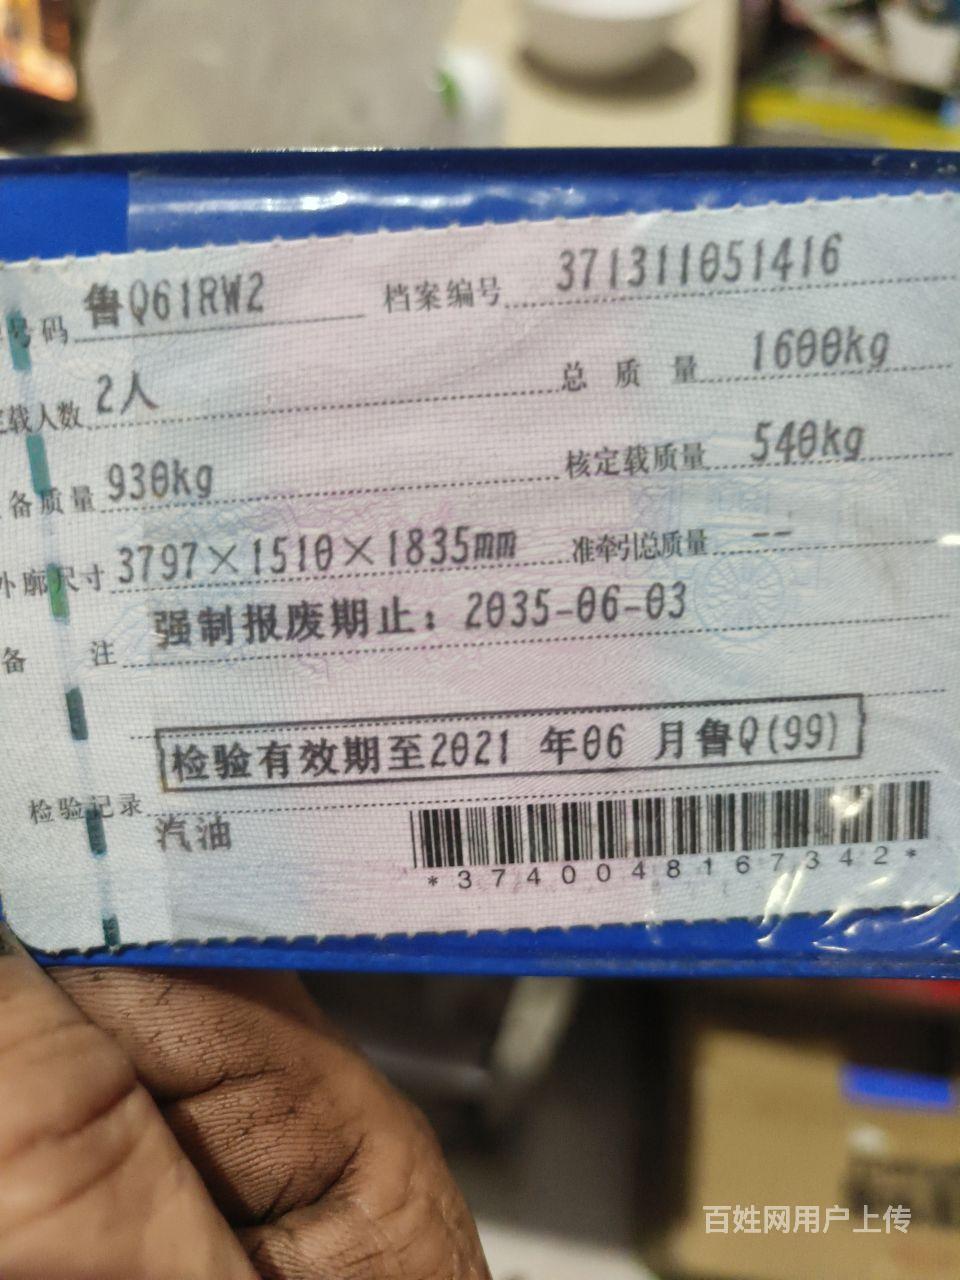 号码 鲁Q61RW2 档案编号 371311051416
定载人数 2人 总质量 1600kg
备质量 930kg 核定载质量 540kg
外廓尺寸 3797×1510×1835mm 准牵引总质量 --
备注 强制报废期止：2035-06-03
检验有效期至2021 年06 月鲁Q(99)
检验记录
汽油
*3740048167342*
百姓网用户上传